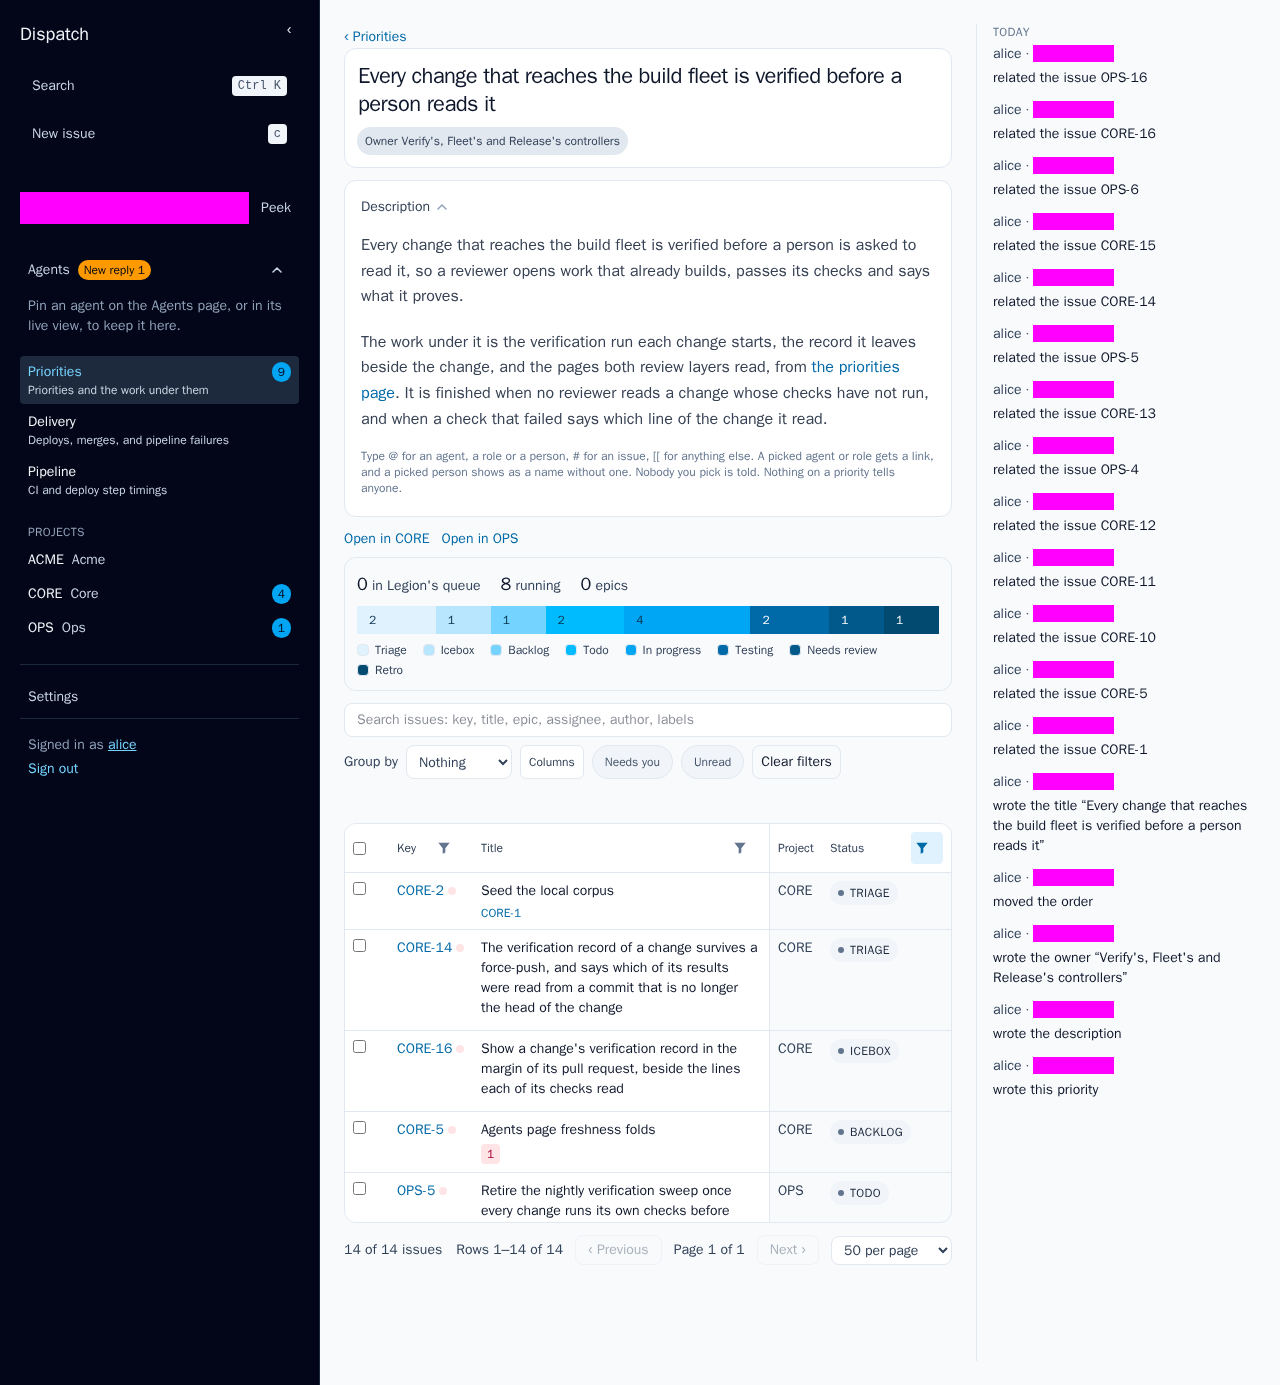 Dispatch
‹
Search
Ctrl K
New issue
C
Peek
Agents
New reply 1
Pin an agent on the Agents page, or in its
live view, to keep it here.
Priorities
9
Priorities and the work under them
Delivery
Deploys, merges, and pipeline failures
Pipeline
CI and deploy step timings
PROJECTS
ACME Acme
CORE Core
4
OPS Ops
1
Settings
Signed in as alice
Sign out
‹ Priorities
Every change that reaches the build fleet is verified before a
person reads it
Owner Verify's, Fleet's and Release's controllers
Description
Every change that reaches the build fleet is verified before a person is asked to
read it, so a reviewer opens work that already builds, passes its checks and says
what it proves.
The work under it is the verification run each change starts, the record it leaves
beside the change, and the pages both review layers read, from the priorities
page. It is finished when no reviewer reads a change whose checks have not run,
and when a check that failed says which line of the change it read.
Type @ for an agent, a role or a person, # for an issue, [[ for anything else. A picked agent or role gets a link,
and a picked person shows as a name without one. Nobody you pick is told. Nothing on a priority tells
anyone.
Open in CORE Open in OPS
0 in Legion's queue 8 running 0 epics
2 1 1 2 4 2 1 1
Triage Icebox Backlog Todo In progress Testing Needs review
Retro
Search issues: key, title, epic, assignee, author, labels
Group by Nothing Columns Needs you Unread Clear filters
Key Title Project Status
CORE-2 Seed the local corpus CORE TRIAGE
CORE-1
CORE-14 The verification record of a change survives a CORE TRIAGE
force-push, and says which of its results
were read from a commit that is no longer
the head of the change
CORE-16 Show a change's verification record in the CORE ICEBOX
margin of its pull request, beside the lines
each of its checks read
CORE-5 Agents page freshness folds CORE BACKLOG
1
OPS-5 Retire the nightly verification sweep once OPS TODO
every change runs its own checks before
14 of 14 issues Rows 1–14 of 14 ‹ Previous Page 1 of 1 Next › 50 per page
TODAY
alice ·
related the issue OPS-16
alice ·
related the issue CORE-16
alice ·
related the issue OPS-6
alice ·
related the issue CORE-15
alice ·
related the issue CORE-14
alice ·
related the issue OPS-5
alice ·
related the issue CORE-13
alice ·
related the issue OPS-4
alice ·
related the issue CORE-12
alice ·
related the issue CORE-11
alice ·
related the issue CORE-10
alice ·
related the issue CORE-5
alice ·
related the issue CORE-1
alice ·
wrote the title “Every change that reaches
the build fleet is verified before a person
reads it”
alice ·
moved the order
alice ·
wrote the owner “Verify's, Fleet's and
Release's controllers”
alice ·
wrote the description
alice ·
wrote this priority